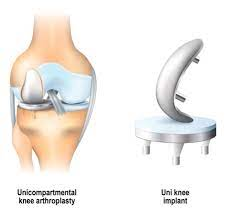 Unicompartmental
knee arthroplasty
Uni knee
implant